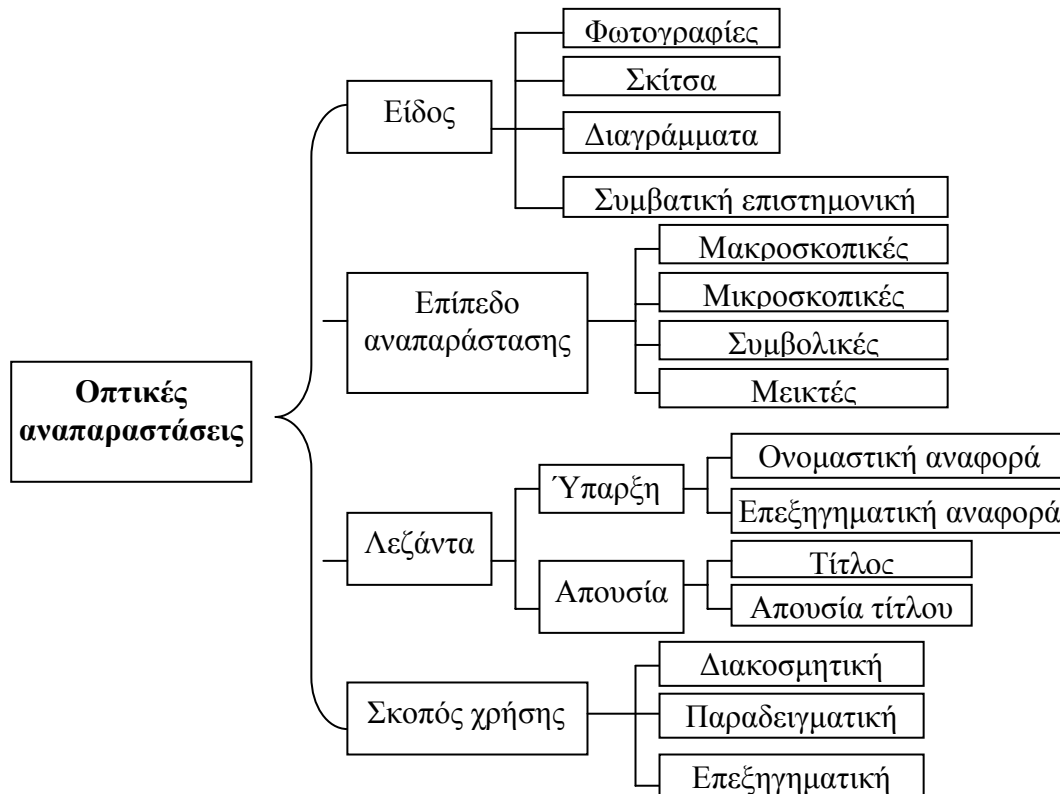 Οπτικές
αναπαραστάσεις
Είδος
Φωτογραφίες
Σκίτσα
Διαγράμματα
Συμβατική επιστημονική
Επίπεδο
αναπαράστασης
Μακροσκοπικές
Μικροσκοπικές
Συμβολικές
Μεικτές
Λεζάντα
Ύπαρξη
Ονομαστική αναφορά
Επεξηγηματική αναφορά
Απουσία
Τίτλος
Απουσία τίτλου
Σκοπός χρήσης
Διακοσμητική
Παραδειγματική
Επεξηγηματική